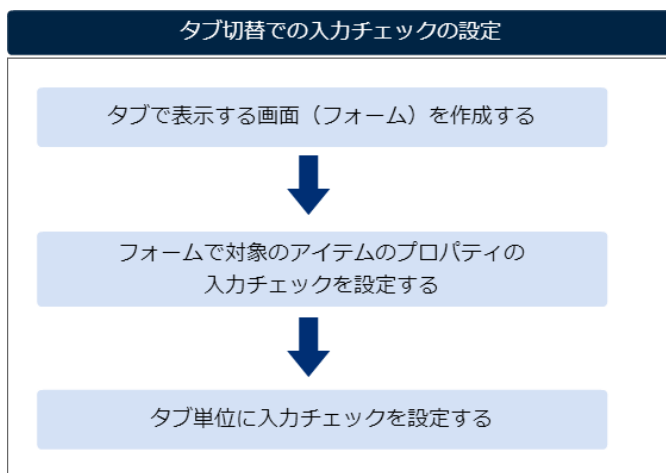 タブ切替での入力チェックの設定
タブで表示する画面（フォーム）を作成する
フォームで対象のアイテムのプロパティの
入力チェックを設定する
タブ単位に入力チェックを設定する